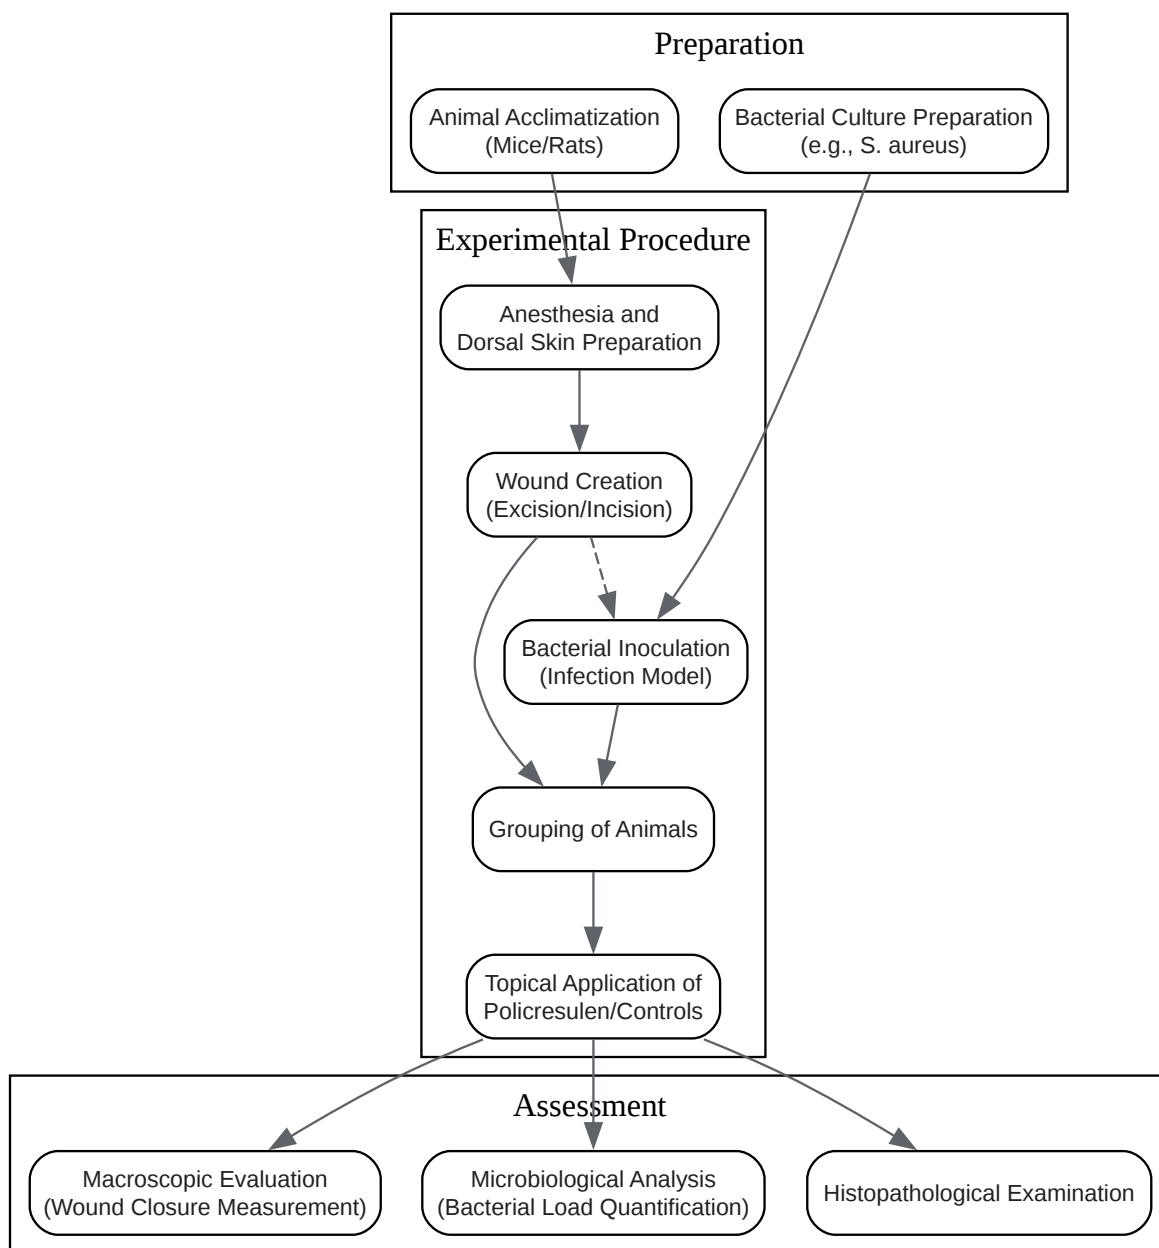 Preparation
Animal Acclimatization
(Mice/Rats)
Bacterial Culture Preparation
(e.g., S. aureus)
Experimental Procedure
Anesthesia and
Dorsal Skin Preparation
Wound Creation
(Excision/Incision)
Bacterial Inoculation
(Infection Model)
Grouping of Animals
Topical Application of
Policresulen/Controls
Assessment
Macroscopic Evaluation
(Wound Closure Measurement)
Microbiological Analysis
(Bacterial Load Quantification)
Histopathological Examination